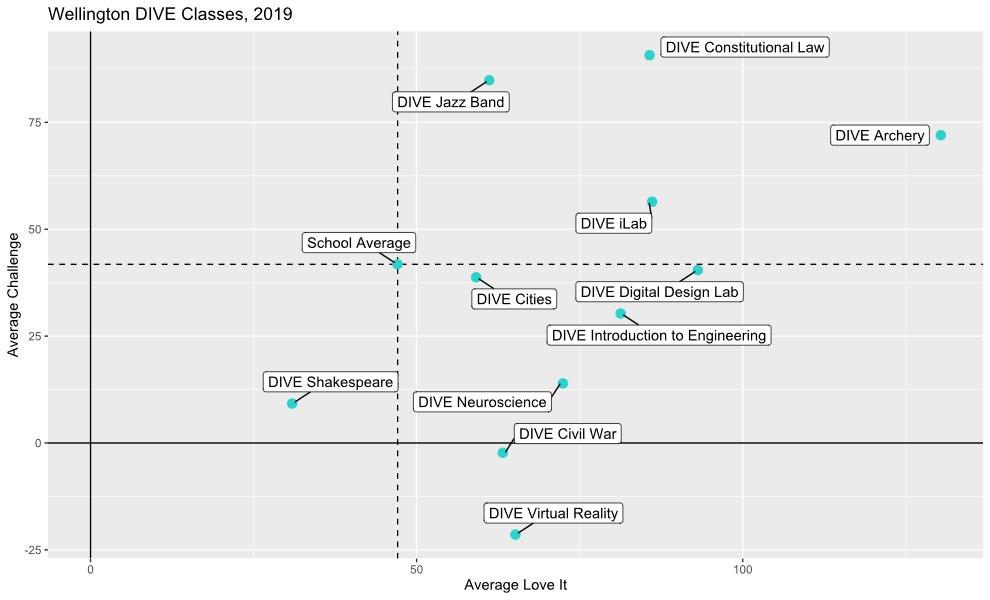 Wellington DIVE Classes, 2019
DIVE Constitutional Law
DIVE Jazz Band
75
DIVE Archery
DIVE iLab
50
School Average
DIVE Digital Design Lab
DIVE Cities
Average Challenge
DIVE Introduction to Engineering
25
DIVE Shakespeare
DIVE Neuroscience
DIVE Civil War
0
DIVE Virtual Reality
-25
0
50
100
Average Love It